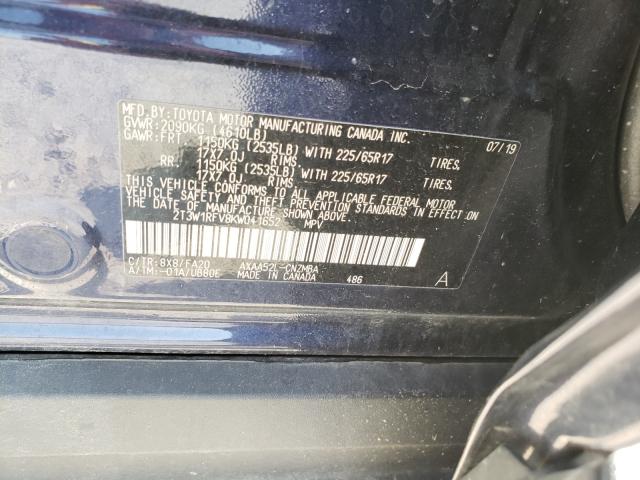 MFD.BY:TOYOTA MOTOR MANUFACTURING CANADA INC.
GVWR:2090KG (4610LB) 07/19
GAWR:FRT 1150KG (2535LB) WITH 225/65R17 TIRES,
17X7.0J RIMS
RR: 1150KG (2535LB) WITH 225/65R17 TIRES,
17X7.0J RIMS
THIS VEHICLE CONFORMS TO ALL APPLICABLE FEDERAL MOTOR
VEHICLE SAFETY AND THEFT PREVENTION STANDARDS IN EFFECT ON
THE DATE OF MANUFACTURE SHOWN ABOVE.
2T3W1RFV8KW041652 MPV
C/TR:8X8/FA20 AXAA52L-CNZMBA
A/TM:-01A/UB80F MADE IN CANADA 486 A